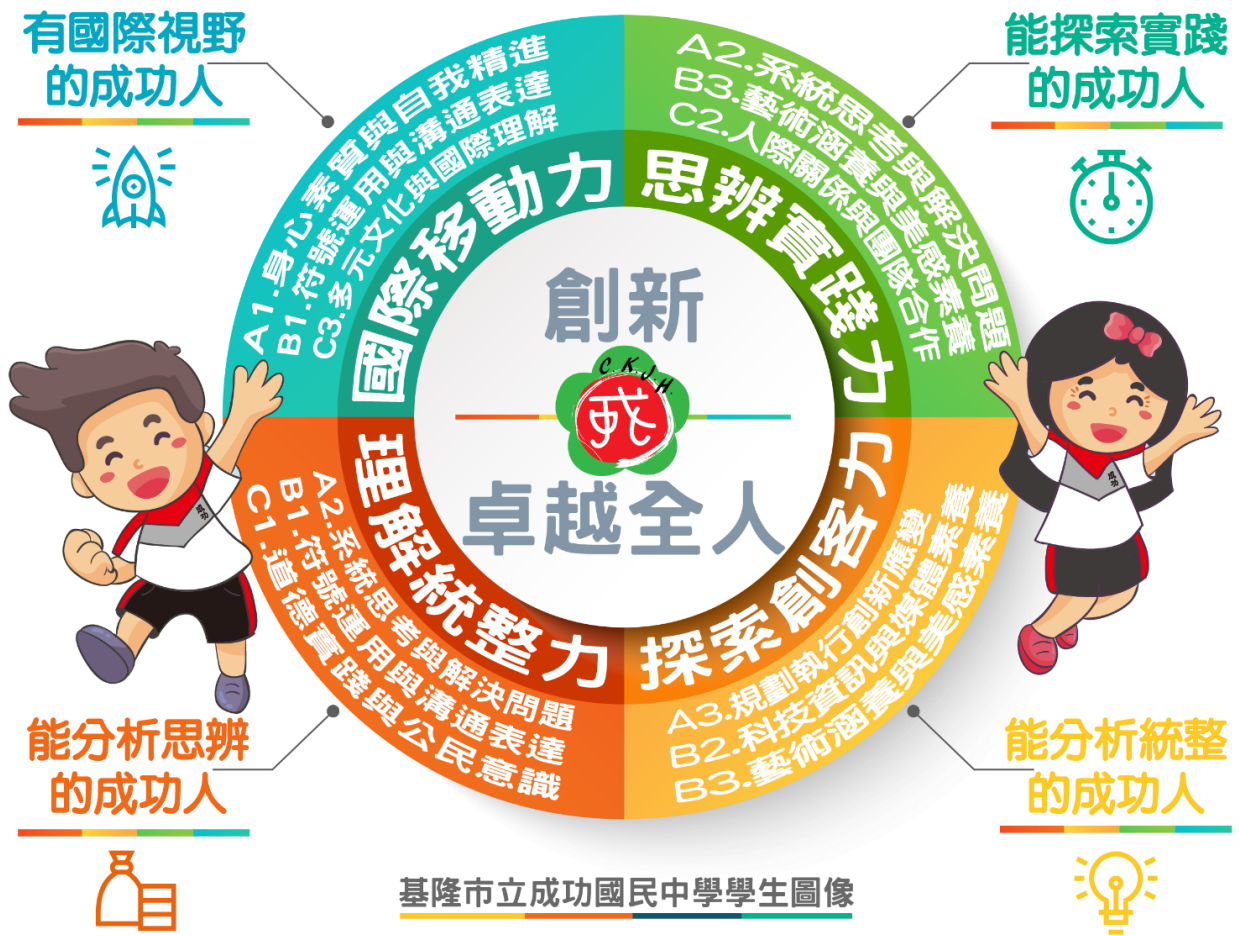 有國際視野
的成功人
能探索實踐
的成功人
A1.身心素質與自我精進
B1.符號運用與溝通表達
C3.多元文化與國際理解
國際移動力
A2.系統思考與解決問題
B3.藝術涵養與美感素養
C2.人際關係與團隊合作
思辨實踐力
創新
C.K.J.H.
卓越全人
理解統整力
A2.系統思考與解決問題
B1.符號運用與溝通表達
C1.道德實踐與公民意識
探索創客力
A3.規劃執行創新應變
B2.科技資訊與媒體素養
B3.藝術涵養與美感素養
成功
成功
能分析思辨
的成功人
能分析統整
的成功人
基隆市立成功國民中學學生圖像